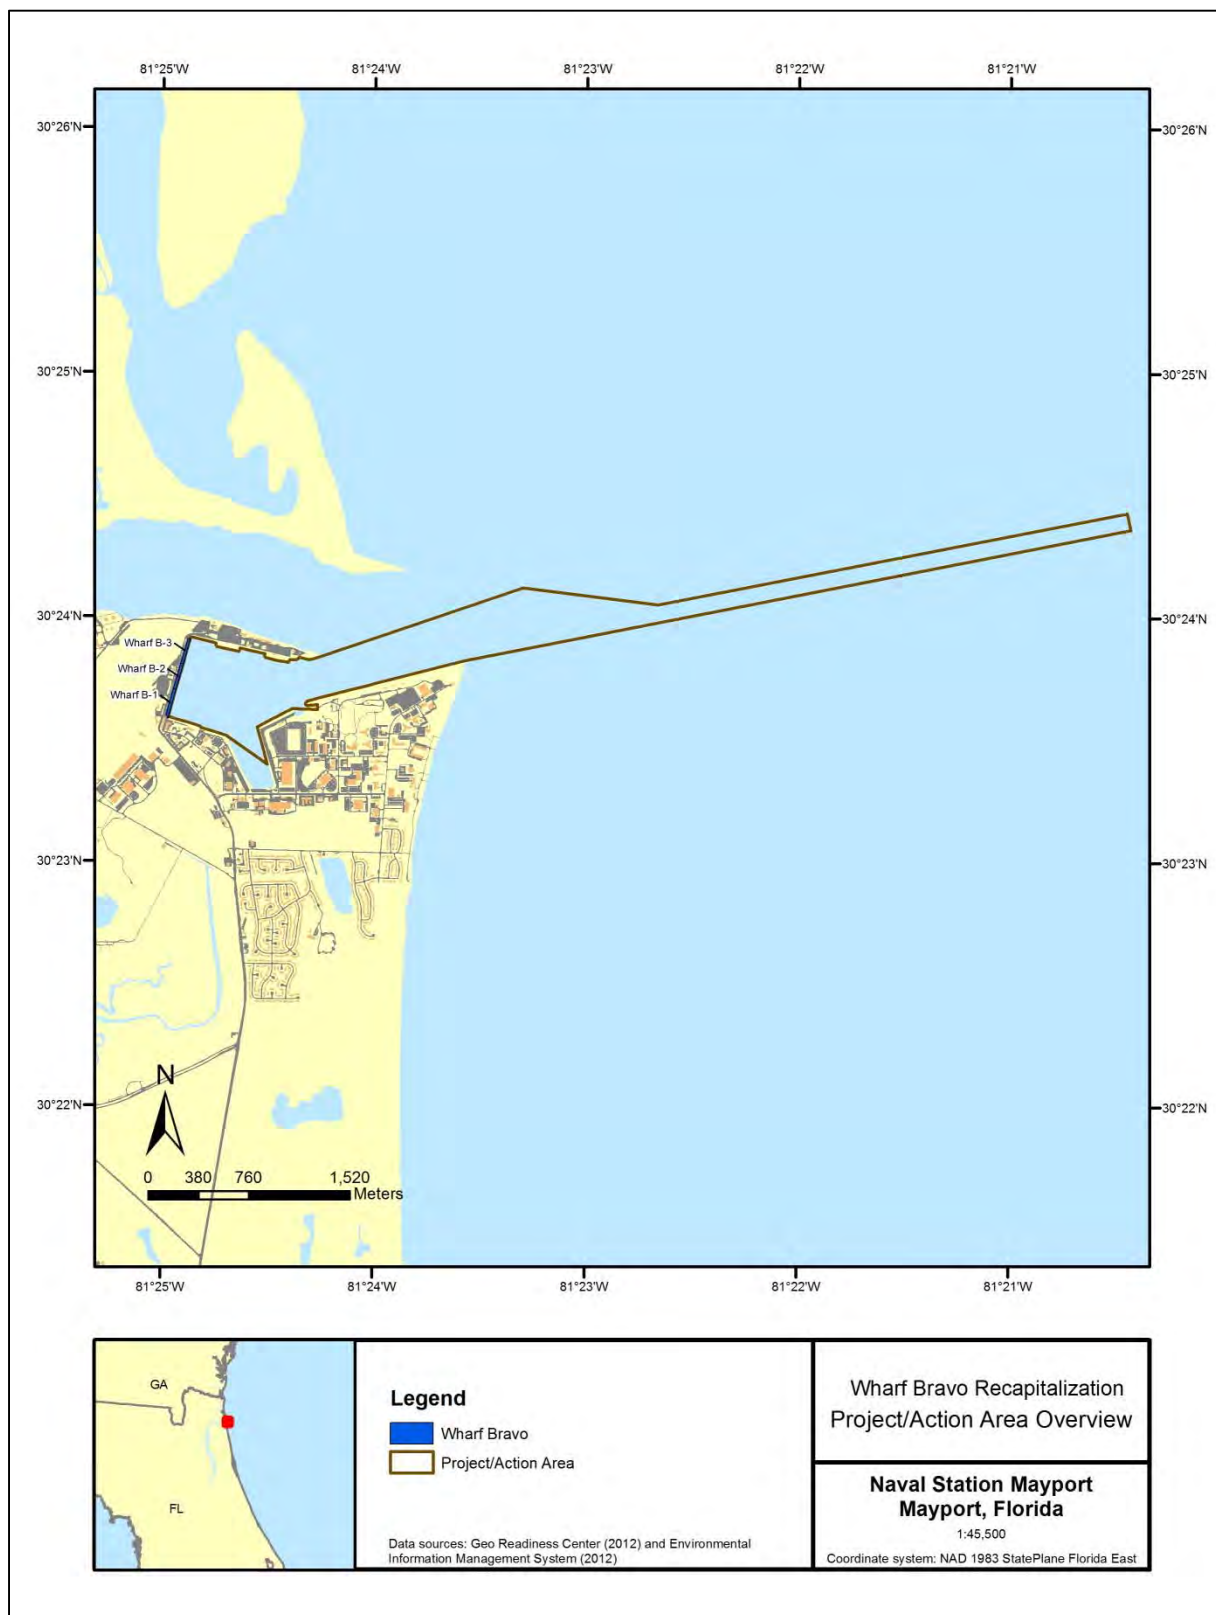 81°25'W 81°24'W 81°23'W 81°22'W 81°21'W
30°26'N 30°26'N
30°25'N 30°25'N
30°24'N 30°24'N
Wharf B-3
Wharf B-2
Wharf B-1
30°23'N 30°23'N
N
30°22'N 30°22'N
0 380 760 1,520
Meters
81°25'W 81°24'W 81°23'W 81°22'W 81°21'W
GA
FL
Legend
Wharf Bravo
Project/Action Area
Data sources: Geo Readiness Center (2012) and Environmental
Information Management System (2012)
Wharf Bravo Recapitalization
Project/Action Area Overview
Naval Station Mayport
Mayport, Florida
1:45,500
Coordinate system: NAD 1983 StatePlane Florida East